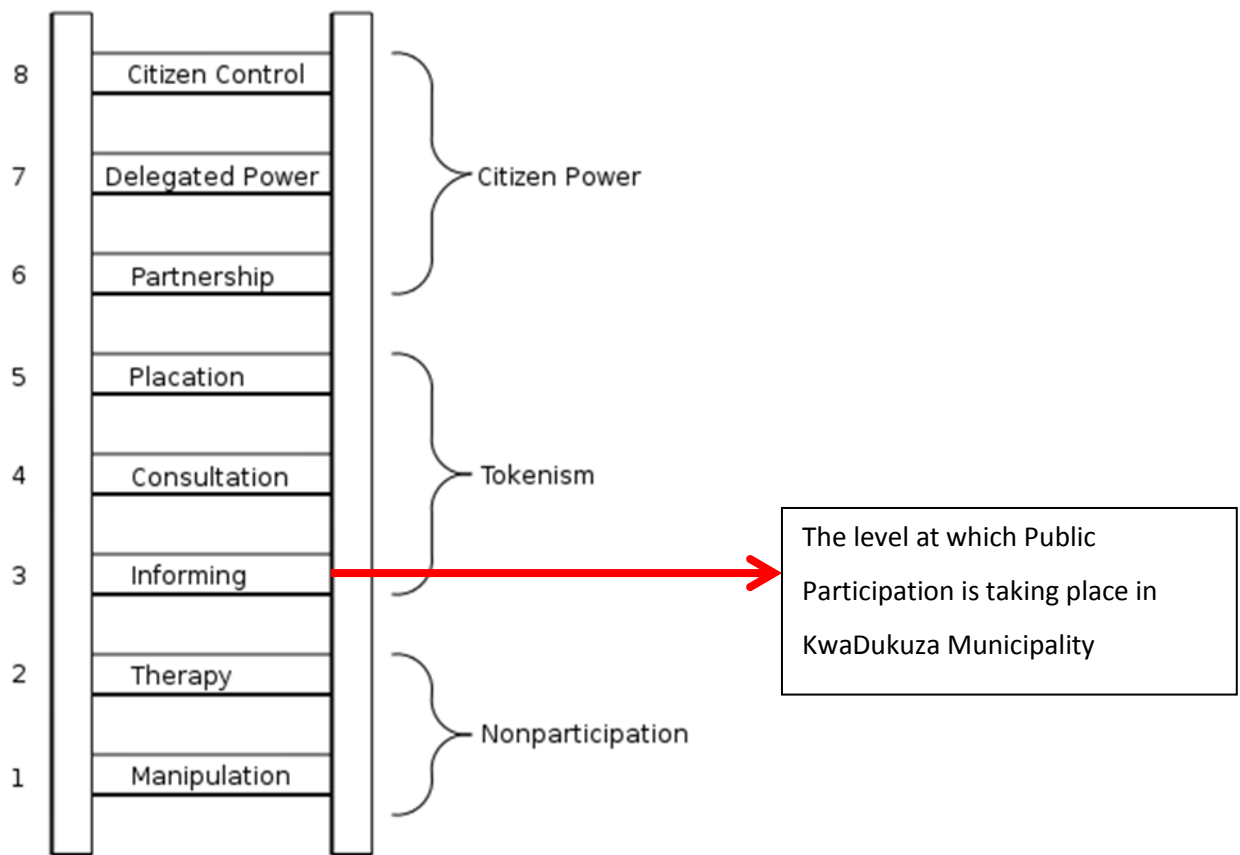 8 Citizen Control
7 Delegated Power
Citizen Power
6 Partnership
5 Placation
4 Consultation
Tokenism
3 Informing
The level at which Public
Participation is taking place in
KwaDukuza Municipality
2 Therapy
Nonparticipation
1 Manipulation